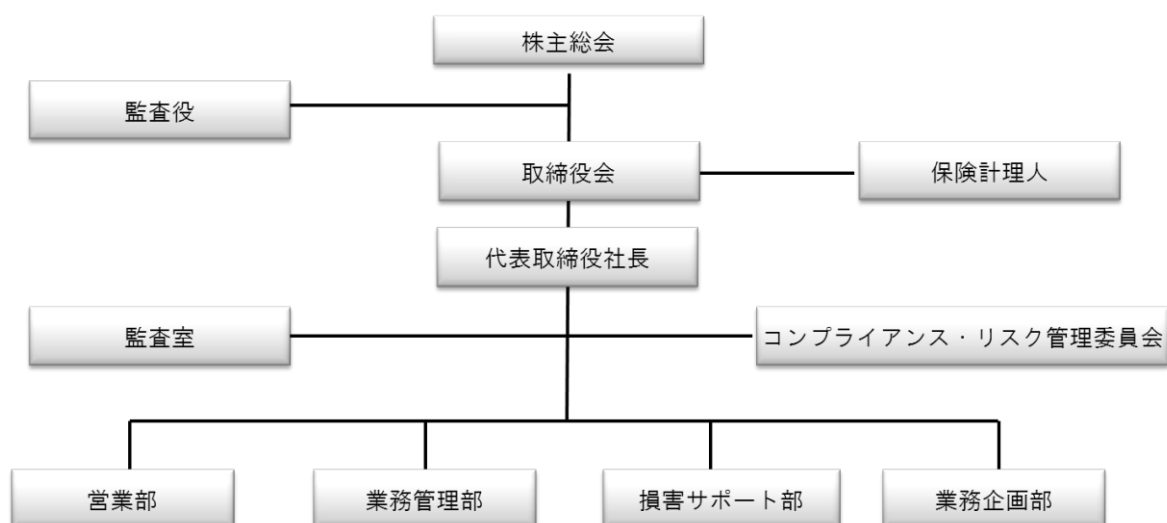 株主総会
監査役
取締役会
保険計理人
代表取締役社長
監査室
コンプライアンス・リスク管理委員会
営業部
業務管理部
損害サポート部
業務企画部